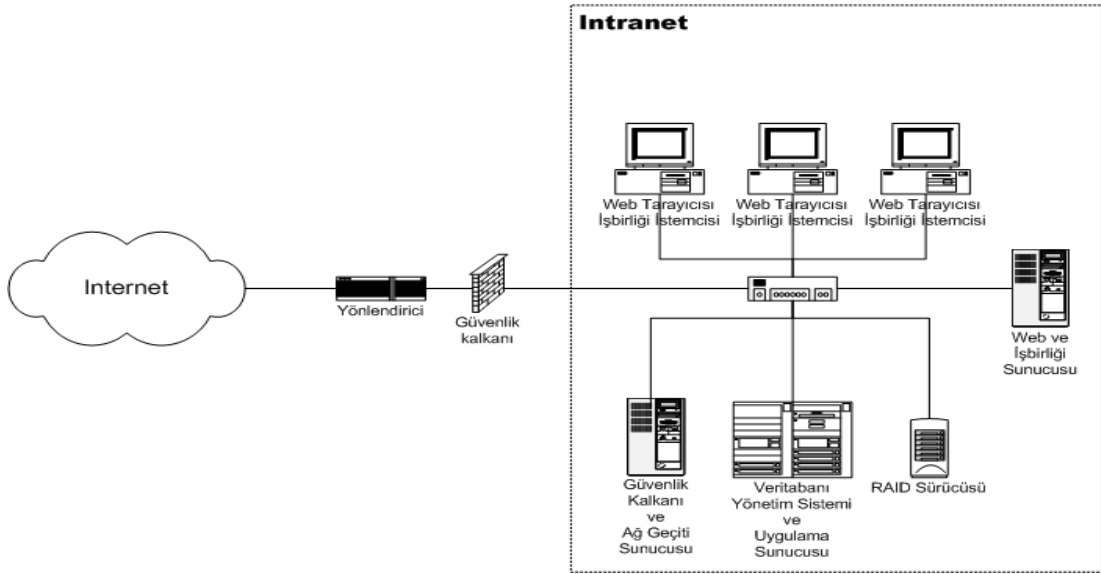 Intranet
Web Tarayıcısı
İşbirliği İstemcisi
Web Tarayıcısı
İşbirliği İstemcisi
Web Tarayıcısı
İşbirliği İstemcisi
Internet
Yönlendirici
Güvenlik
kalkanı
Web ve
İşbirliği
Sunucusu
Güvenlik
Kalkanı
ve
Ağ Geçiti
Sunucusu
Veritabanı
Yönetim Sistemi
ve
Uygulama
Sunucusu
RAID Sürücüsü